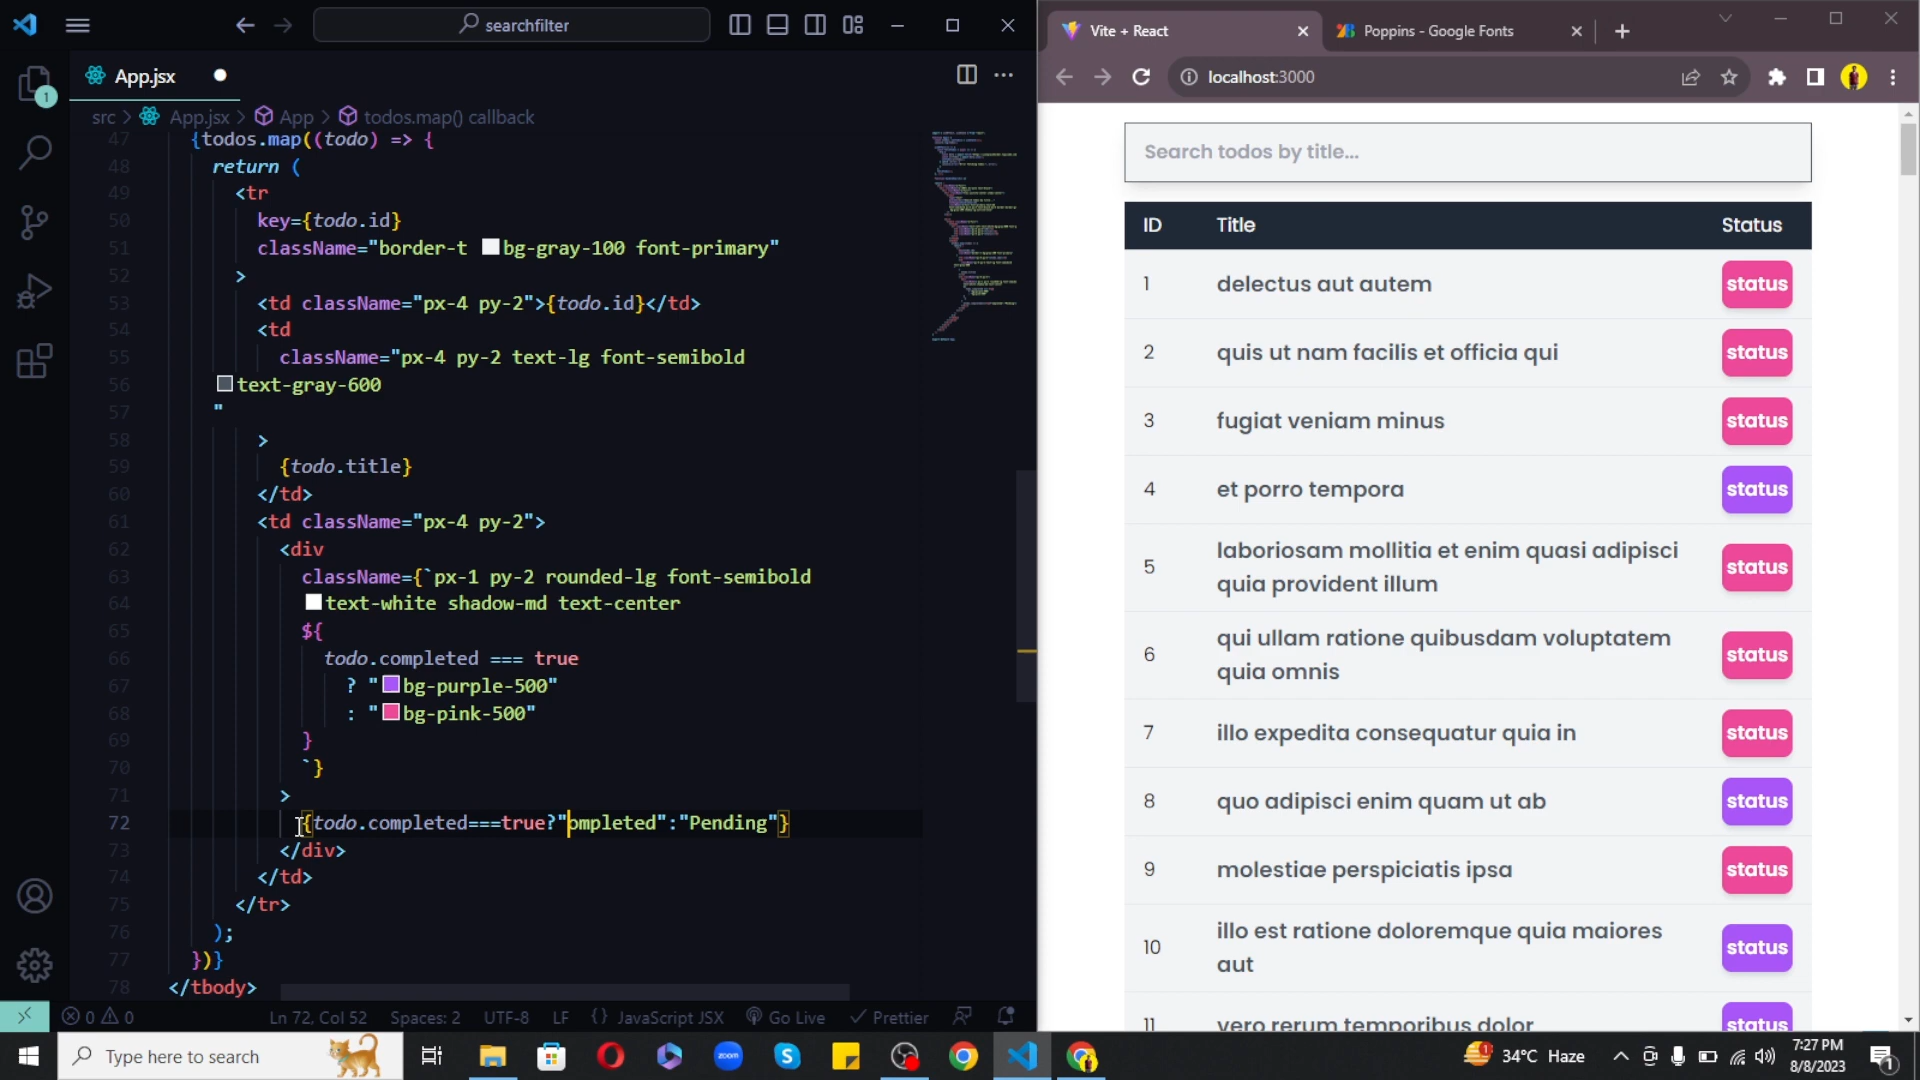 searchfilter
App.jsx
src > App.jsx > App > todos.map() callback
47 {todos.map((todo) => {
48 return (
49 <tr
50 key={todo.id}
51 className="border-t bg-gray-100 font-primary"
52 >
53 <td className="px-4 py-2">{todo.id}</td>
54 <td
55 className="px-4 py-2 text-lg font-semibold
56 text-gray-600
57 "
58 >
59 {todo.title}
60 </td>
61 <td className="px-4 py-2">
62 <div
63 className={`px-1 py-2 rounded-lg font-semibold
64 text-white shadow-md text-center
65 ${
66 todo.completed === true
67 ? "bg-purple-500"
68 : "bg-pink-500"
69 }
70 `}
71 >
72 {todo.completed===true?"ompleted":"Pending"}
73 </div>
74 </td>
75 </tr>
76 );
77 })}
78 </tbody>
1
0 0 Ln 72, Col 52 Spaces: 2 UTF-8 LF {} JavaScript JSX Go Live Prettier
Vite + React
Poppins - Google Fonts
localhost:3000
Search todos by title...
ID Title Status
1 delectus aut autem status
2 quis ut nam facilis et officia qui status
3 fugiat veniam minus status
4 et porro tempora status
laboriosam mollitia et enim quasi adipisci
5 status
quia provident illum
qui ullam ratione quibusdam voluptatem
6 status
quia omnis
7 illo expedita consequatur quia in status
8 quo adipisci enim quam ut ab status
9 molestiae perspiciatis ipsa status
illo est ratione doloremque quia maiores
10 status
aut
11 vero rerum temporibus dolor status
Type here to search
zoom
1
34°C Haze
7:27 PM
8/8/2023
1